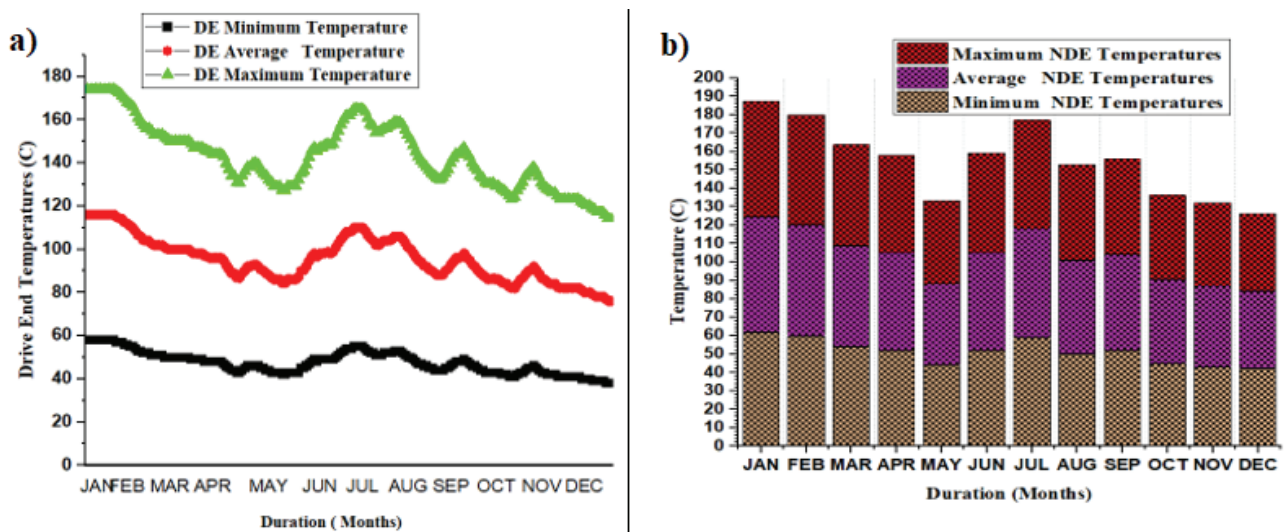 a)
DE Minimum Temperature
DE Average Temperature
DE Maximum Temperature
Drive End Temperatures (C)
180
160
140
120
100
80
60
40
20
0
JAN FEB MAR APR MAY JUN JUL AUG SEP OCT NOV DEC
Duration ( Months)
b)
Maximum NDE Temperatures
Average NDE Temperatures
Minimum NDE Temperatures
Temperature (C)
200
190
180
170
160
150
140
130
120
110
100
90
80
70
60
50
40
30
20
10
0
JAN FEB MAR APR MAY JUN JUL AUG SEP OCT NOV DEC
Duration (Months)